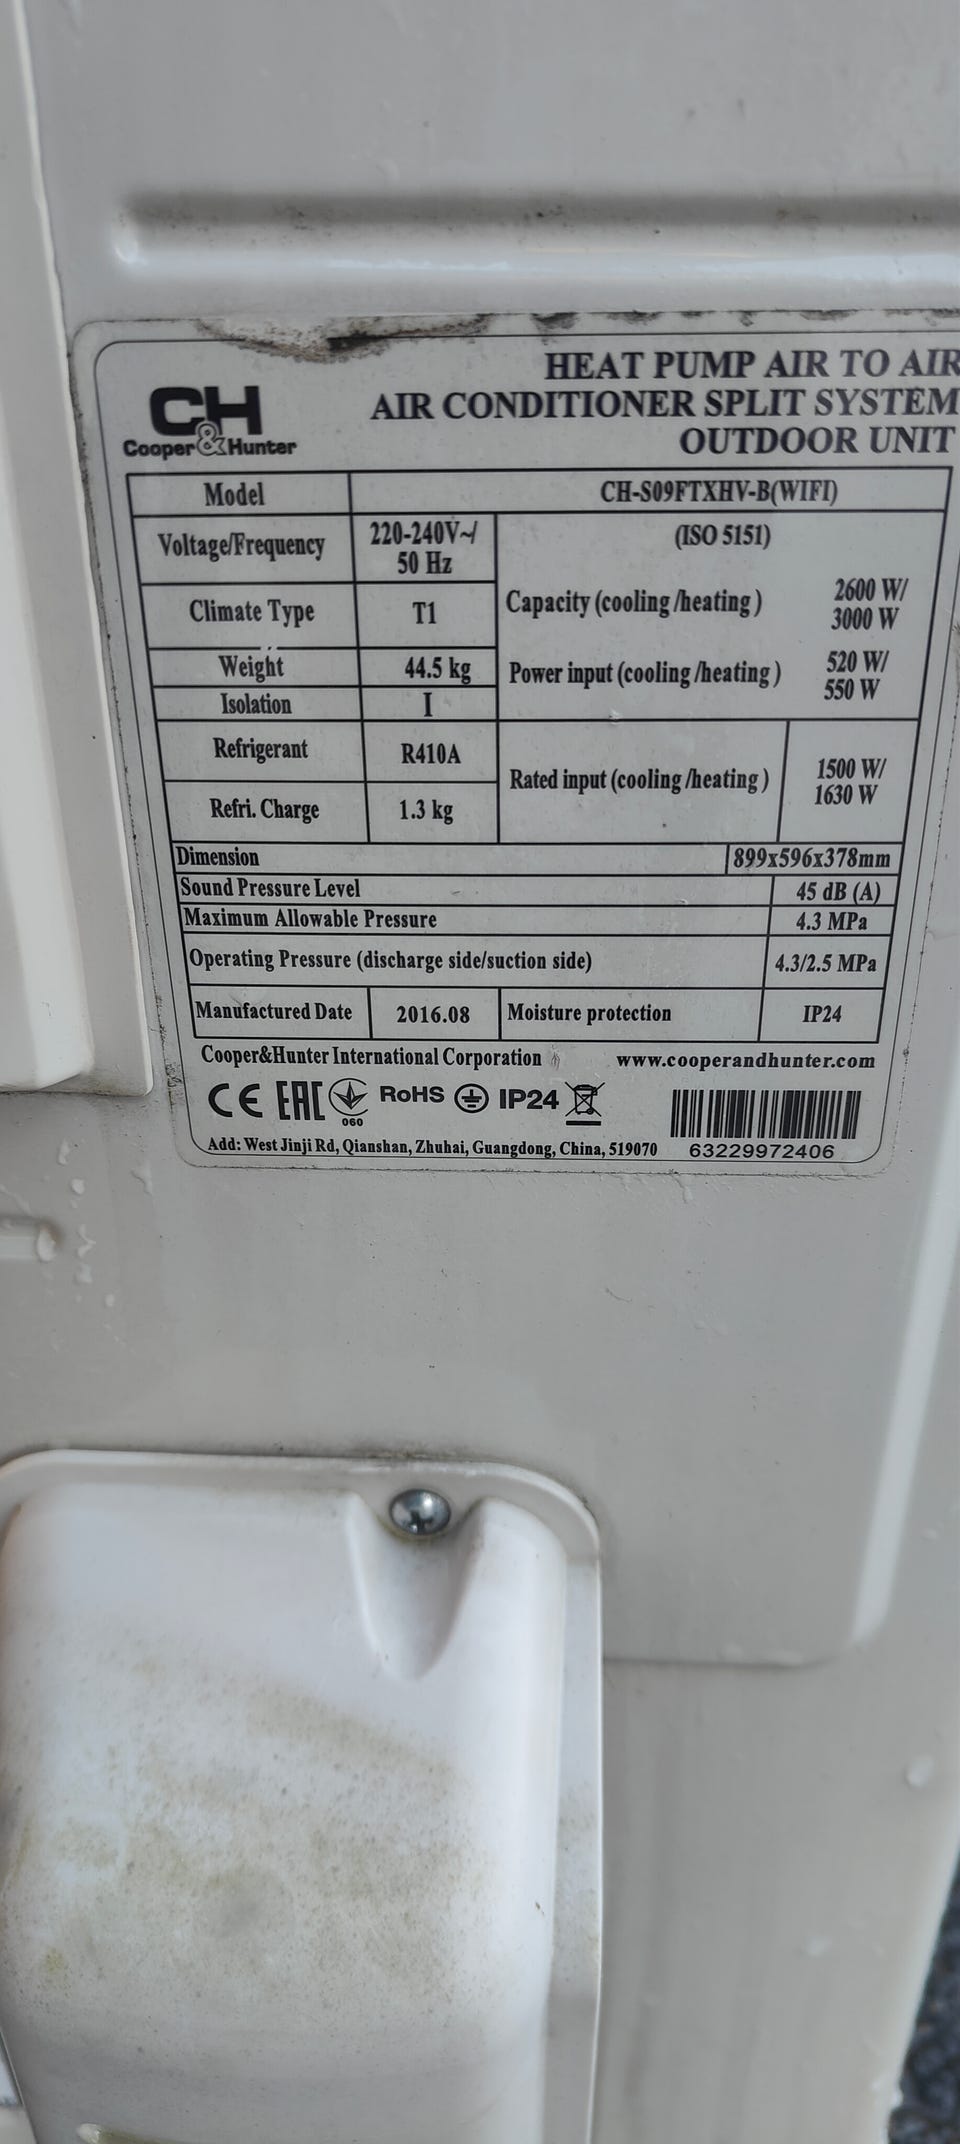 CH
Cooper&Hunter
HEAT PUMP AIR TO AIR
AIR CONDITIONER SPLIT SYSTEM
OUTDOOR UNIT
Model CH-S09FTXHV-B(WIFI)
Voltage/Frequency 220-240V~/
50 Hz
(ISO 5151)
Climate Type T1
Capacity (cooling /heating ) 2600 W/
3000 W
Weight 44.5 kg
Power input (cooling /heating ) 520 W/
550 W
Isolation I
Refrigerant R410A
Rated input (cooling /heating ) 1500 W/
1630 W
Refri. Charge 1.3 kg
Dimension 899x596x378mm
Sound Pressure Level 45 dB (A)
Maximum Allowable Pressure 4.3 MPa
Operating Pressure (discharge side/suction side) 4.3/2.5 MPa
Manufactured Date 2016.08 Moisture protection IP24
Cooper&Hunter International Corporation www.cooperandhunter.com
CE EAC RoHS IP24
060
Add: West Jinji Rd, Qianshan, Zhuhai, Guangdong, China, 519070 63229972406